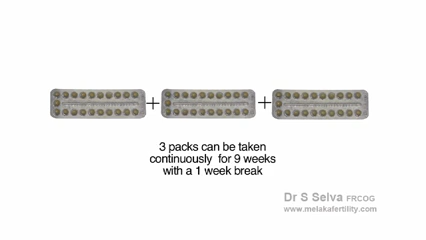 + +
3 packs can be taken
continuously for 9 weeks
with a 1 week break
Dr S Selva FRCOG
www.melakafertility.com